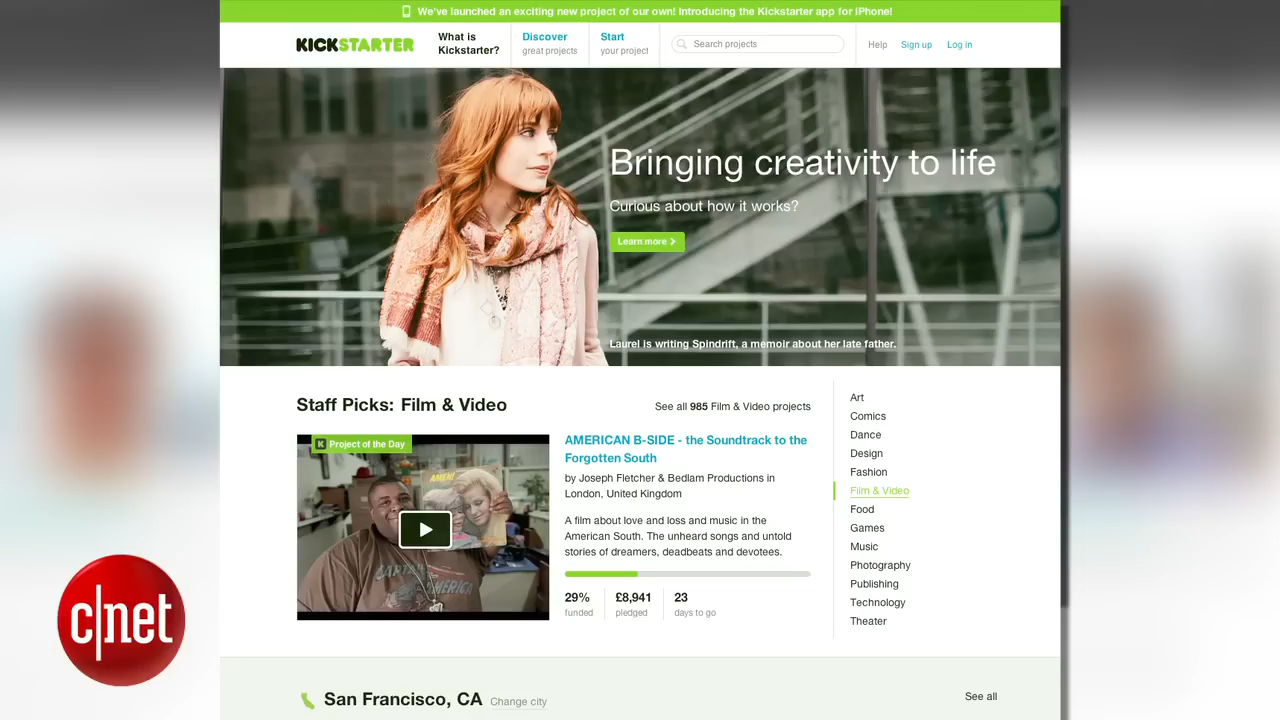 We've launched an exciting new project of our own! Introducing the Kickstarter app for iPhone!
KICKSTARTER
What is
Kickstarter?
Discover
great projects
Start
your project
Search projects
Help
Sign up
Log in
Bringing creativity to life
Curious about how it works?
Learn more
Laurel is writing Spindrift, a memoir about her late father.
Staff Picks: Film & Video
See all 985 Film & Video projects
K Project of the Day
AMERICAN B-SIDE - the Soundtrack to the
Forgotten South
by Joseph Fletcher & Bedlam Productions in
London, United Kingdom
A film about love and loss and music in the
American South. The unheard songs and untold
stories of dreamers, deadbeats and devotees.
29%
funded
£8,941
pledged
23
days to go
Art
Comics
Dance
Design
Fashion
Film & Video
Food
Games
Music
Photography
Publishing
Technology
Theater
c|net
San Francisco, CA
Change city
See all